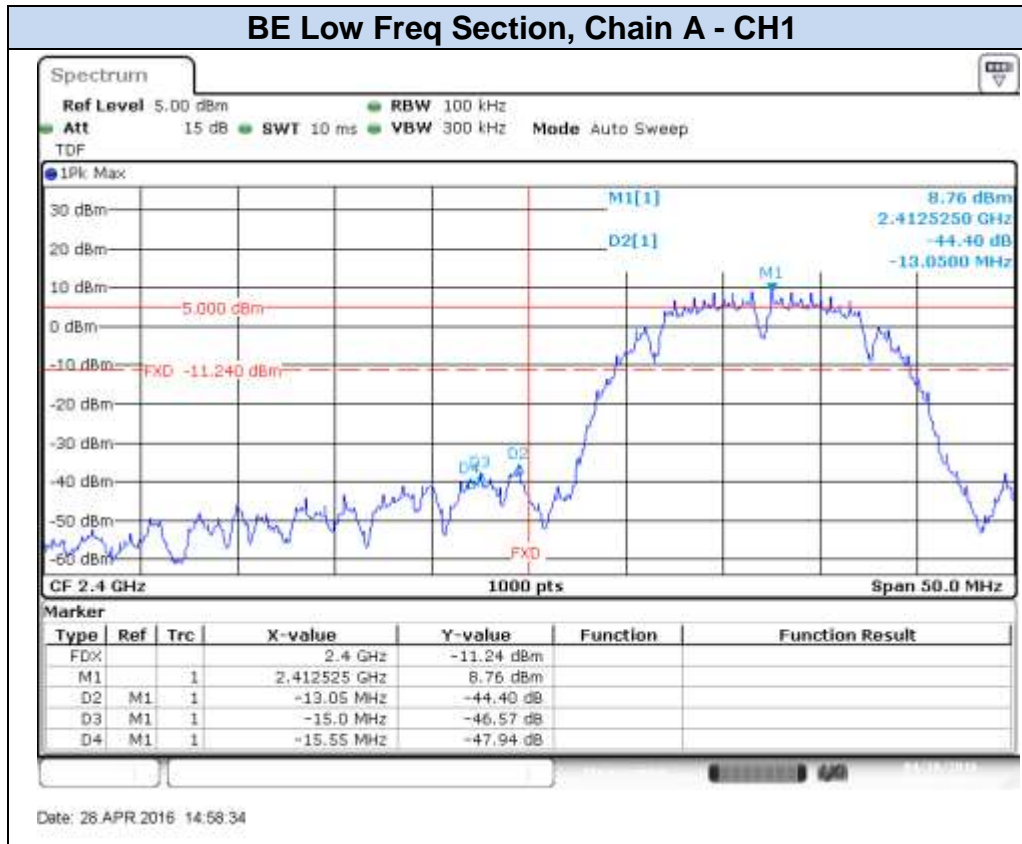 BE Low Freq Section, Chain A - CH1
Spectrum
Ref Level 5.00 dBm RBW 100 kHz
Att 15 dB SWT 10 ms VBW 300 kHz Mode Auto Sweep
TDF
1Pk Max
M1[1] 8.76 dBm
2.4125250 GHz
D2[1] -44.40 dB
-13.0500 MHz
30 dBm
20 dBm
10 dBm
M1
5.000 dBm
0 dBm
-10 dBm
FXD -11.240 dBm
-20 dBm
-30 dBm
D4 D3 D2
-40 dBm
-50 dBm
-60 dBm
FXD
CF 2.4 GHz 1000 pts Span 50.0 MHz
Marker
Type Ref Trc X-value Y-value Function Function Result
FDX 2.4 GHz -11.24 dBm
M1 1 2.412525 GHz 8.76 dBm
D2 M1 1 -13.05 MHz -44.40 dB
D3 M1 1 -15.0 MHz -46.57 dB
D4 M1 1 -15.55 MHz -47.94 dB
Date: 28.APR.2016 14:58:34